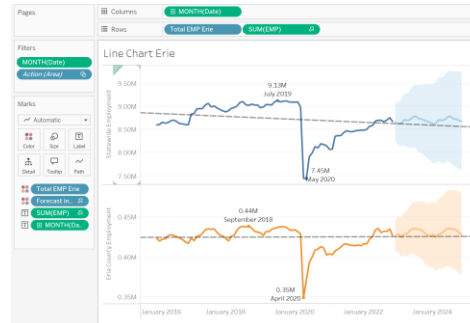 Pages
Columns
MONTH(Date)
Rows
Total EMP Erie
SUM(EMP)
Filters
MONTH(Date)
Action (Area)
Marks
Automatic
Color
Size
Label
Detail
Tooltip
Path
Total EMP Erie
Forecast in..
SUM(EMP)
MONTH(Da..
Line Chart Erie
Statewide Employment
9.50M
9.00M
8.50M
8.00M
7.50M
9.13M
July 2019
7.45M
May 2020
Erie County Employment
0.45M
0.40M
0.35M
0.44M
September 2018
0.35M
April 2020
January 2016
January 2018
January 2020
January 2022
January 2024